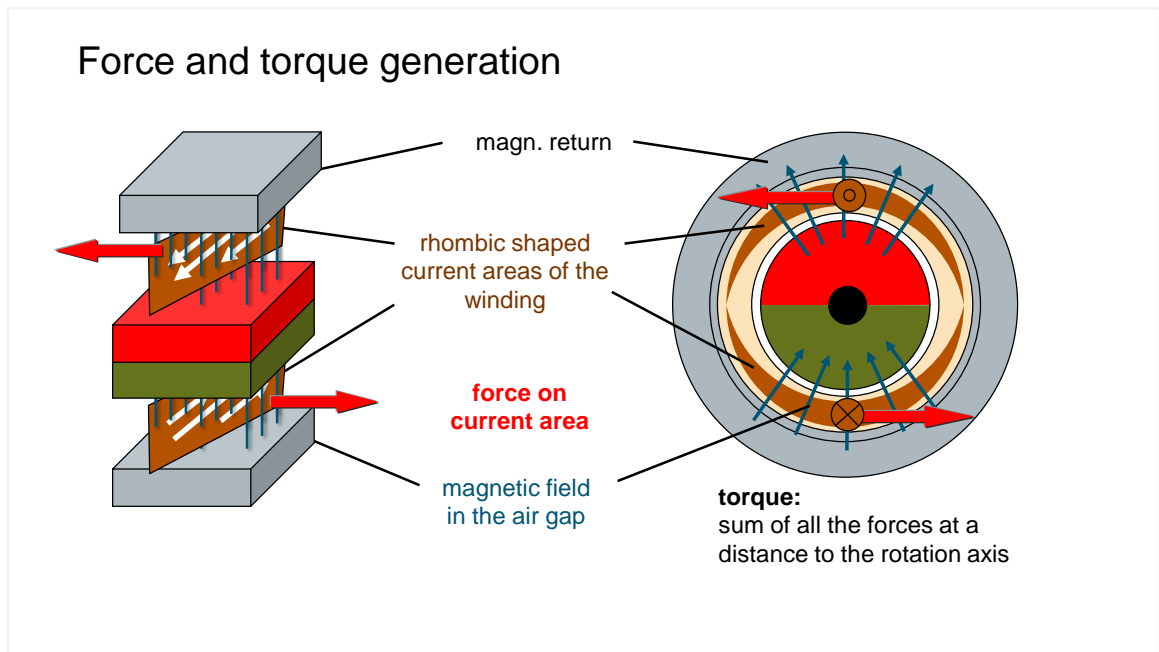 Force and torque generation
magn. return
rhombic shaped
current areas of the
winding
force on
current area
magnetic field
in the air gap
torque:
sum of all the forces at a
distance to the rotation axis